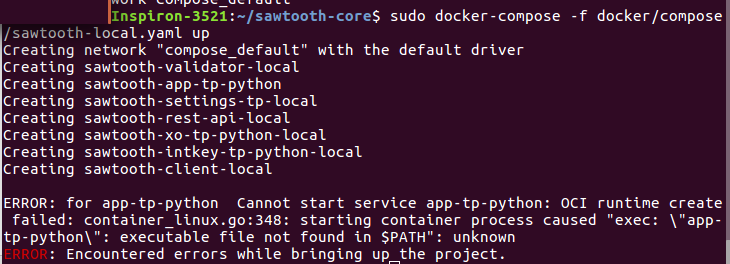 work compose_default
Inspiron-3521:~/sawtooth-core$ sudo docker-compose -f docker/compose
/sawtooth-local.yaml up
Creating network "compose_default" with the default driver
Creating sawtooth-validator-local
Creating sawtooth-app-tp-python
Creating sawtooth-settings-tp-local
Creating sawtooth-rest-api-local
Creating sawtooth-xo-tp-python-local
Creating sawtooth-intkey-tp-python-local
Creating sawtooth-client-local
ERROR: for app-tp-python  Cannot start service app-tp-python: OCI runtime create
 failed: container_linux.go:348: starting container process caused "exec: \"app-
tp-python\": executable file not found in $PATH": unknown
ERROR: Encountered errors while bringing up the project.